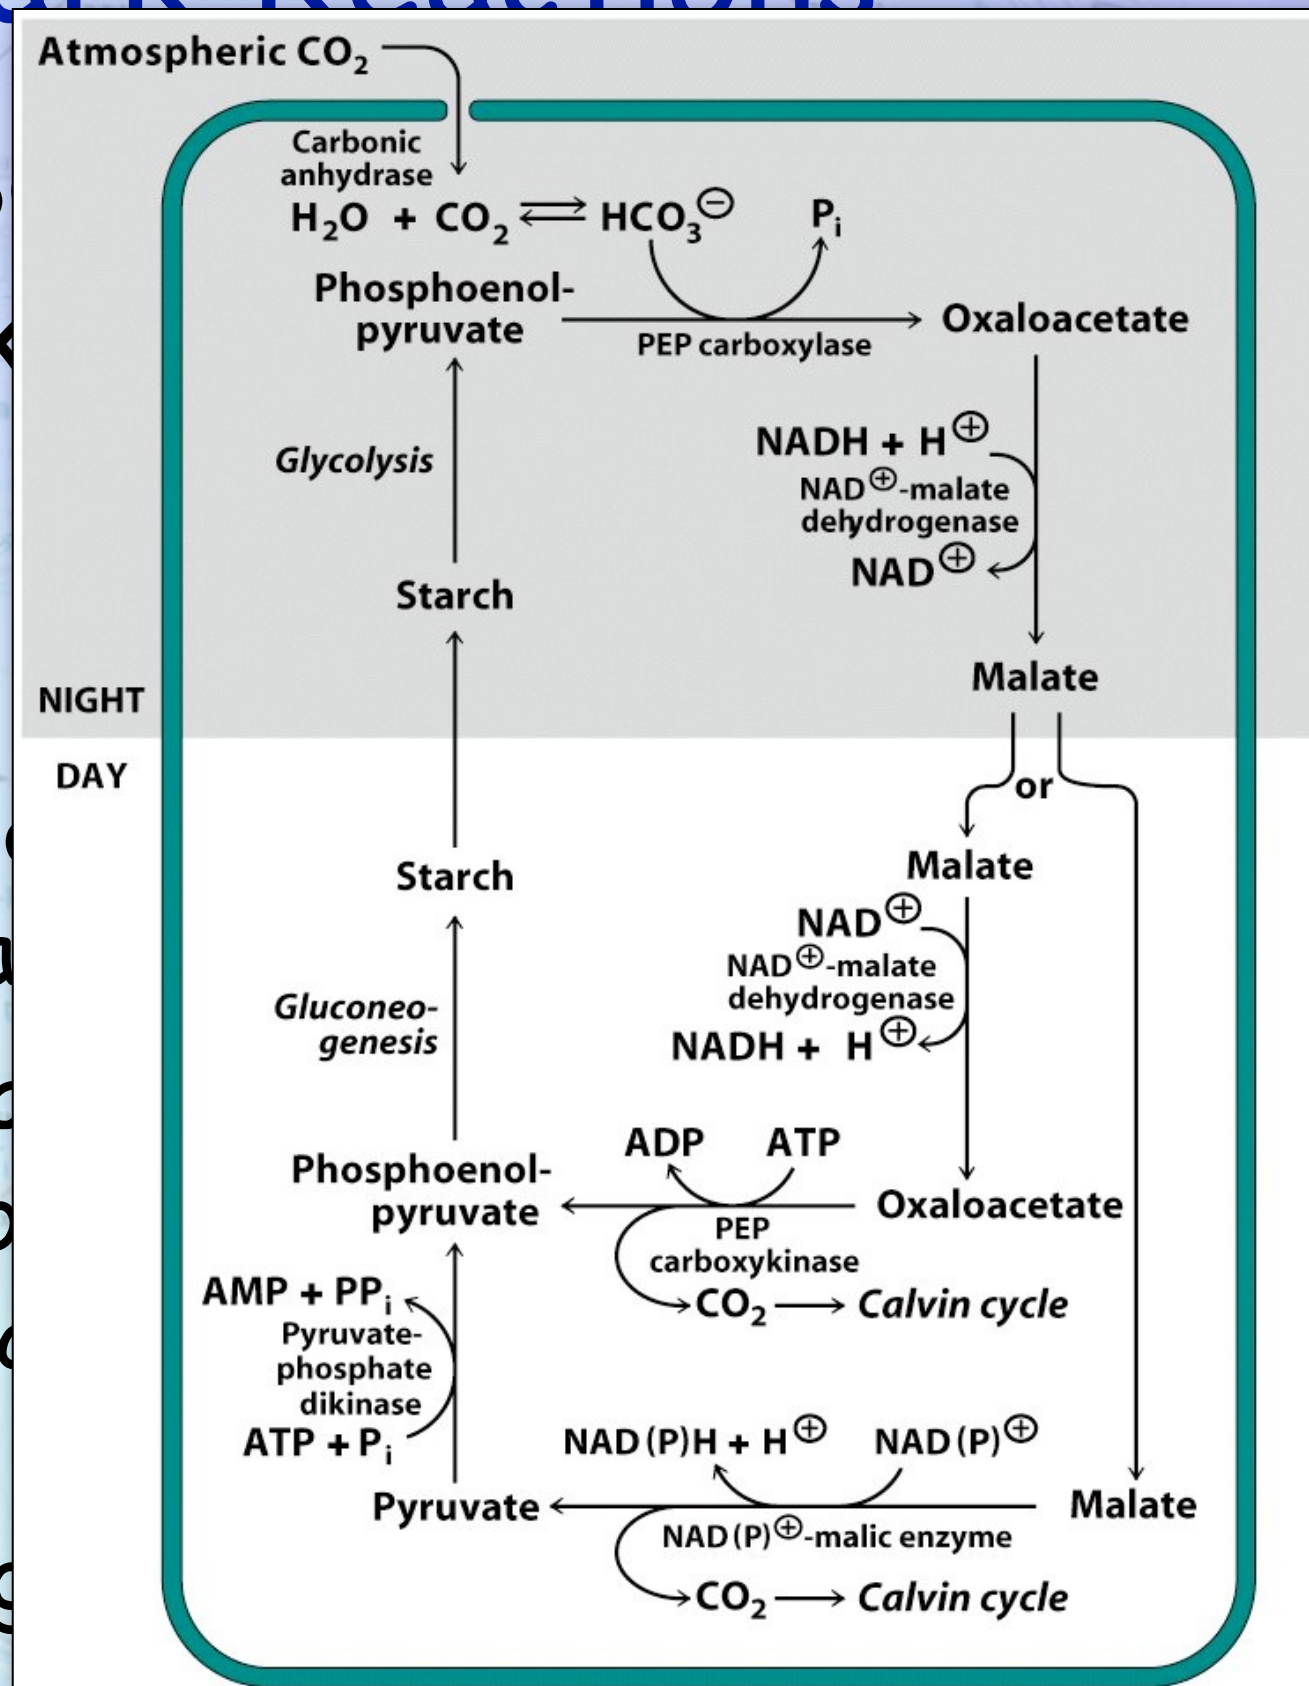 Reactions
Atmospheric CO₂
Carbonic
anhydrase
H₂O + CO₂ ⇌ HCO₃⊖
Pᵢ
Phosphoenol-
pyruvate
PEP carboxylase
Oxaloacetate
Glycolysis
NADH + H⊕
NAD⊕-malate
dehydrogenase
NAD⊕
Starch
Malate
NIGHT
DAY
or
Starch
Malate
NAD⊕
NAD⊕-malate
dehydrogenase
NADH + H⊕
Gluconeo-
genesis
ADP ATP
Phosphoenol-
pyruvate
Oxaloacetate
PEP
carboxykinase
CO₂ → Calvin cycle
AMP + PPᵢ
Pyruvate-
phosphate
dikinase
ATP + Pᵢ
NAD(P)H + H⊕ NAD(P)⊕
Pyruvate
Malate
NAD(P)⊕-malic enzyme
CO₂ → Calvin cycle